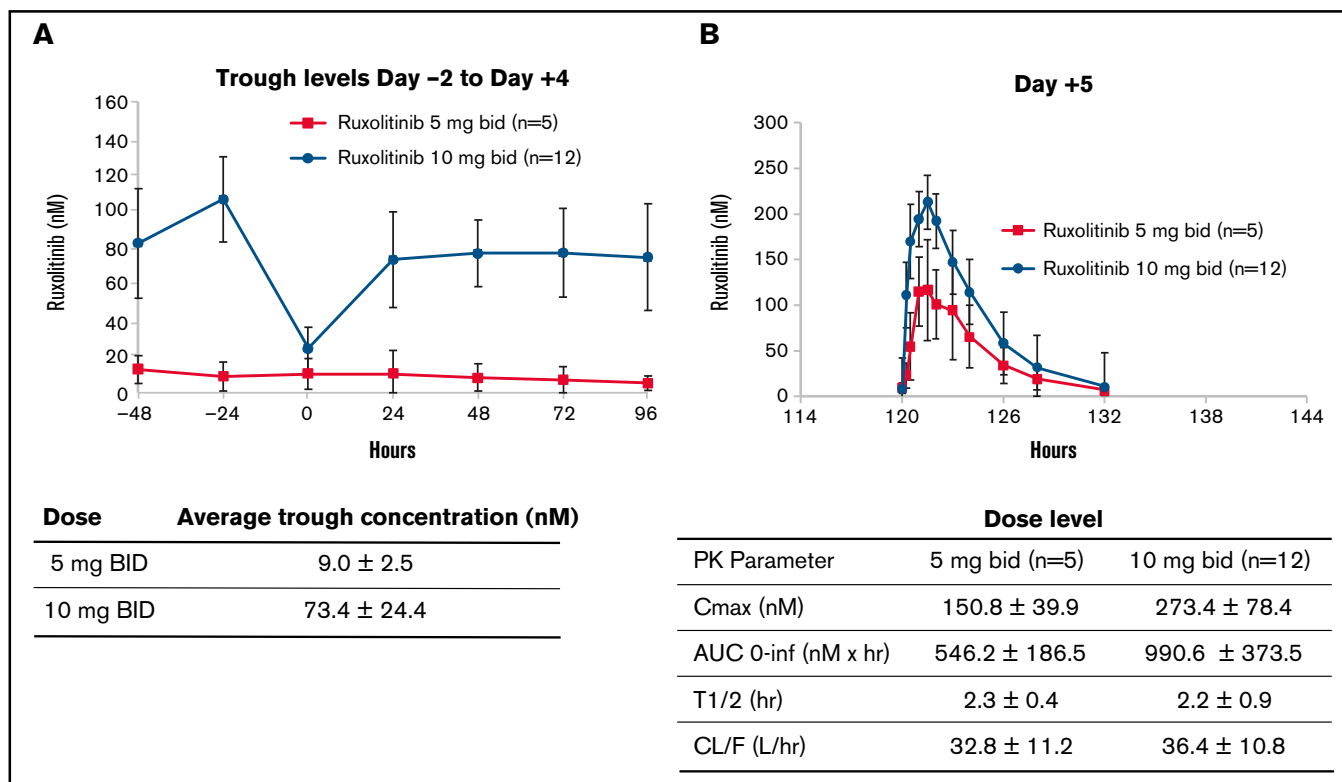 A
Trough levels Day –2 to Day +4
Ruxolitinib 5 mg bid (n=5)
Ruxolitinib 10 mg bid (n=12)
Ruxolitinib (nM)
160
140
120
100
80
60
40
20
0
–48
–24
0
24
48
72
96
Hours
Dose Average trough concentration (nM)
5 mg BID 9.0 ± 2.5
10 mg BID 73.4 ± 24.4
B
Day +5
Ruxolitinib 5 mg bid (n=5)
Ruxolitinib 10 mg bid (n=12)
Ruxolitinib (nM)
300
250
200
150
100
50
0
114
120
126
132
138
144
Hours
Dose level
PK Parameter 5 mg bid (n=5) 10 mg bid (n=12)
Cmax (nM) 150.8 ± 39.9 273.4 ± 78.4
AUC 0-inf (nM x hr) 546.2 ± 186.5 990.6 ± 373.5
T1/2 (hr) 2.3 ± 0.4 2.2 ± 0.9
CL/F (L/hr) 32.8 ± 11.2 36.4 ± 10.8